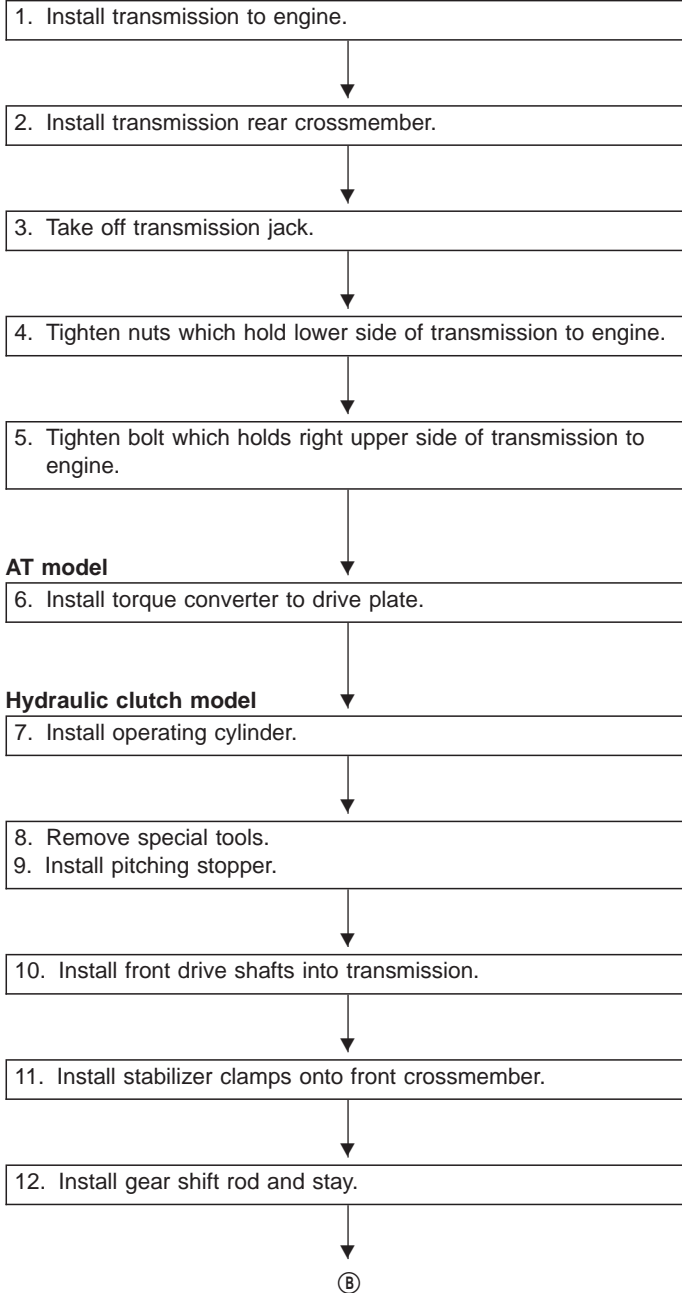 1. Install transmission to engine.
2. Install transmission rear crossmember.
3. Take off transmission jack.
4. Tighten nuts which hold lower side of transmission to engine.
5. Tighten bolt which holds right upper side of transmission to
engine.
AT model
6. Install torque converter to drive plate.
Hydraulic clutch model
7. Install operating cylinder.
8. Remove special tools.
9. Install pitching stopper.
10. Install front drive shafts into transmission.
11. Install stabilizer clamps onto front crossmember.
12. Install gear shift rod and stay.
Ⓑ